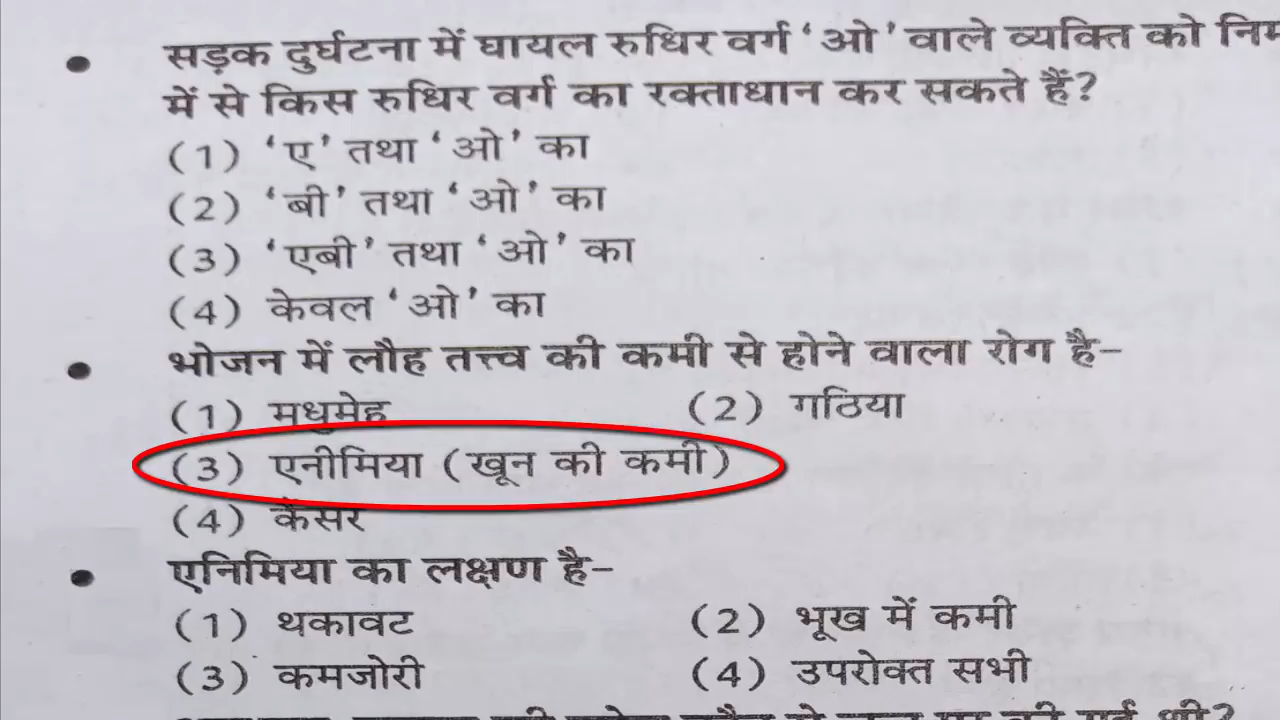 सड़क दुर्घटना में घायल रुधिर वर्ग ‘ओ’ वाले व्यक्ति को
में से किस रुधिर वर्ग का रक्ताधान कर सकते हैं?
(1) ‘ए’ तथा ‘ओ’ का
(2) ‘बी’ तथा ‘ओ’ का
(3) ‘एबी’ तथा ‘ओ’ का
(4) केवल ‘ओ’ का
भोजन में लौह तत्त्व की कमी से होने वाला रोग है–
(1) मधुमेह (2) गठिया
(3) एनीमिया (खून की कमी)
(4) कैंसर
एनिमिया का लक्षण है–
(1) थकावट (2) भूख में कमी
(3) कमजोरी (4) उपरोक्त सभी